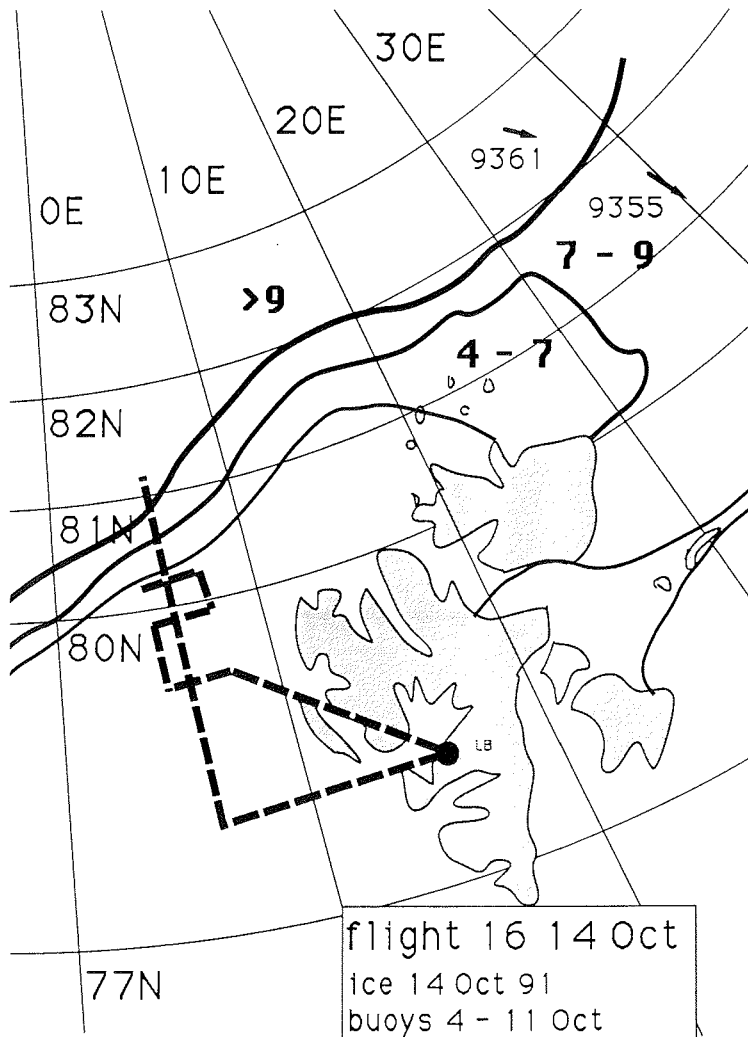 30E
20E
10E
0E
9361
9355
7 - 9
>9
83N
4 - 7
82N
81N
80N
LB
flight 16 14 Oct
ice 14 Oct 91
buoys 4 - 11 Oct
77N